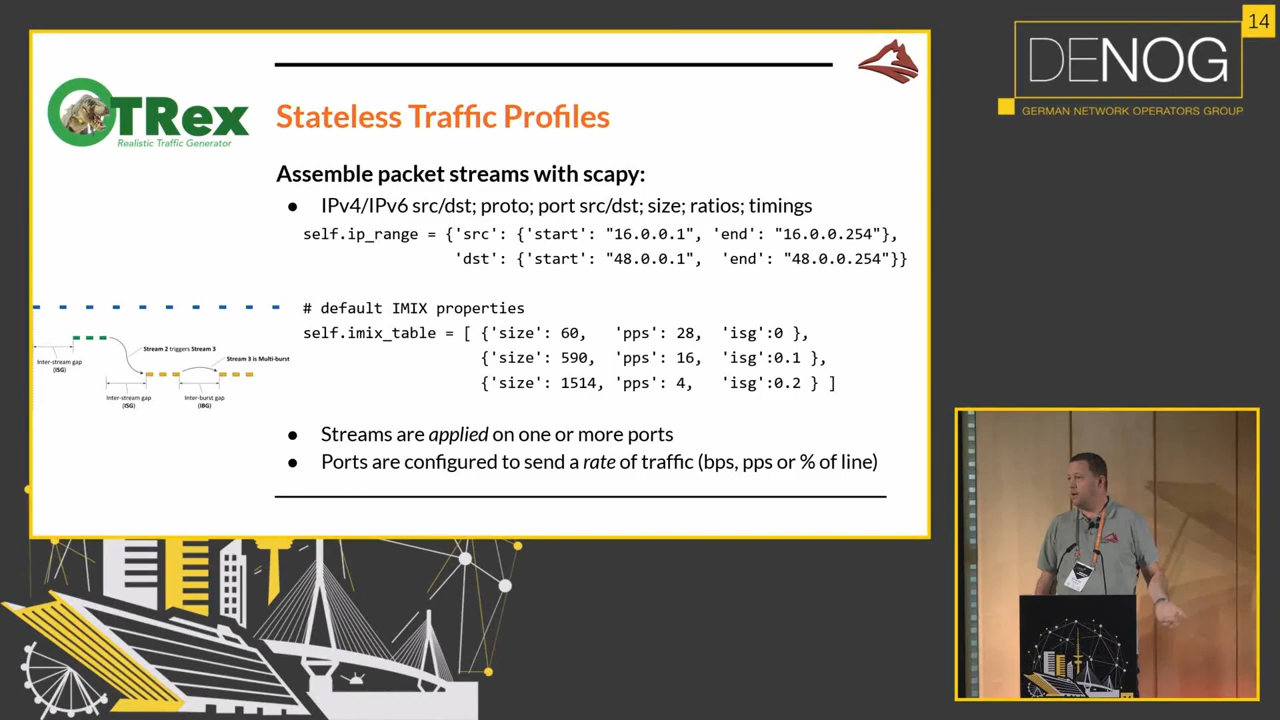 14
DENOG
GERMAN NETWORK OPERATORS GROUP
TRex
Realistic Traffic Generator
Stateless Traffic Profiles
Assemble packet streams with scapy:
● IPv4/IPv6 src/dst; proto; port src/dst; size; ratios; timings
self.ip_range = {'src': {'start': "16.0.0.1", 'end': "16.0.0.254"},
'dst': {'start': "48.0.0.1", 'end': "48.0.0.254"}}
# default IMIX properties
self.imix_table = [ {'size': 60, 'pps': 28, 'isg':0 },
{'size': 590, 'pps': 16, 'isg':0.1 },
{'size': 1514, 'pps': 4, 'isg':0.2 } ]
Stream 2 triggers Stream 3
Stream 3 is Multi-burst
Inter-stream gap
(ISG)
Inter-stream gap
(ISG)
Inter-burst gap
(IBG)
● Streams are applied on one or more ports
● Ports are configured to send a rate of traffic (bps, pps or % of line)